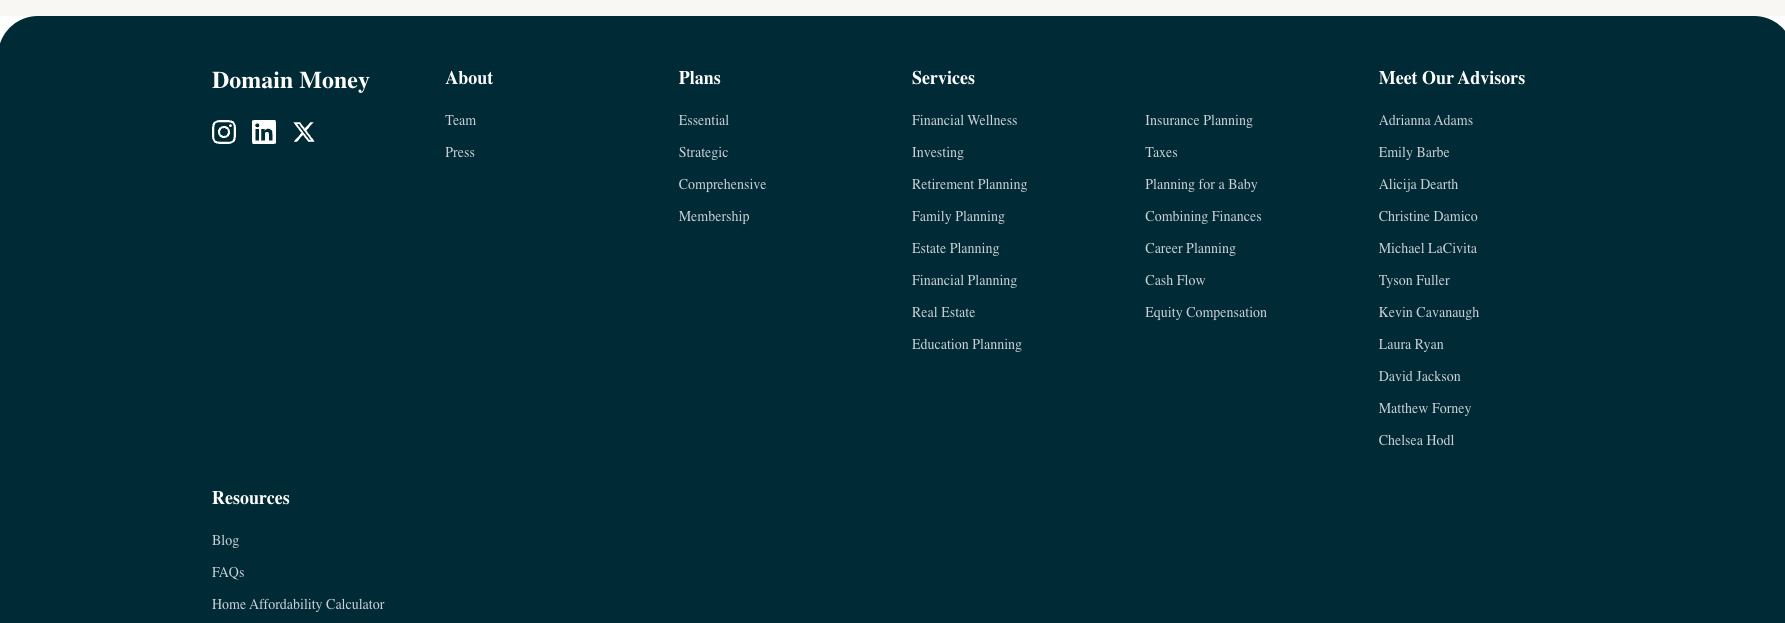 Domain Money
About
Team
Press
Plans
Essential
Strategic
Comprehensive
Membership
Services
Financial Wellness
Investing
Retirement Planning
Family Planning
Estate Planning
Financial Planning
Real Estate
Education Planning
Insurance Planning
Taxes
Planning for a Baby
Combining Finances
Career Planning
Cash Flow
Equity Compensation
Meet Our Advisors
Adrianna Adams
Emily Barbe
Alicija Dearth
Christine Damico
Michael LaCivita
Tyson Fuller
Kevin Cavanaugh
Laura Ryan
David Jackson
Matthew Forney
Chelsea Hodl
Resources
Blog
FAQs
Home Affordability Calculator